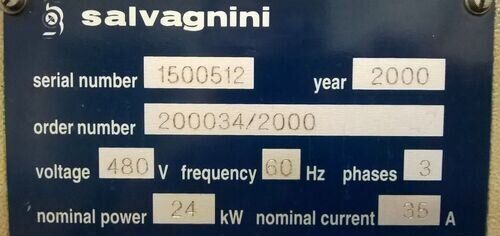 salvagnini
serial number 1500512 year 2000
order number 200034/2000
voltage 480 V frequency 60 Hz phases 3
nominal power 24 kW nominal current 35 A